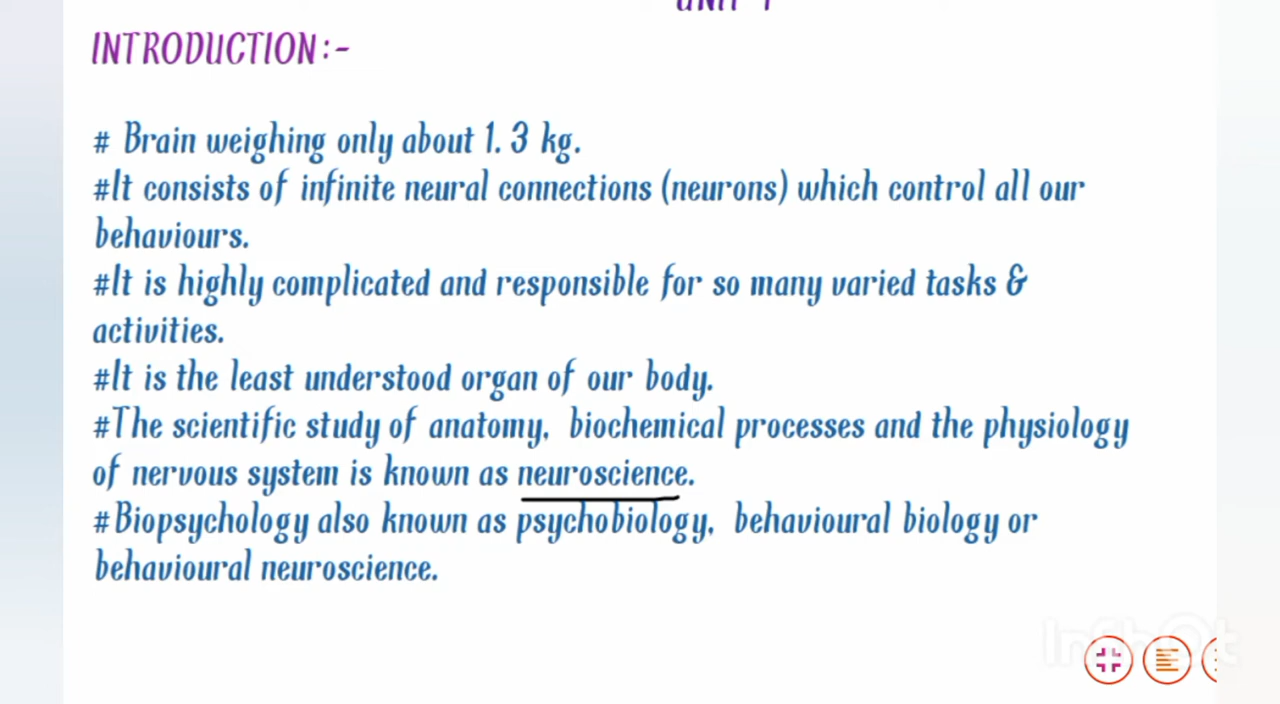 UNIT 1
INTRODUCTION:-
# Brain weighing only about 1. 3 kg.
#It consists of infinite neural connections (neurons) which control all our
behaviours.
#It is highly complicated and responsible for so many varied tasks &
activities.
#It is the least understood organ of our body.
#The scientific study of anatomy, biochemical processes and the physiology
of nervous system is known as neuroscience.
#Biopsychology also known as psychobiology, behavioural biology or
behavioural neuroscience.
InShOt